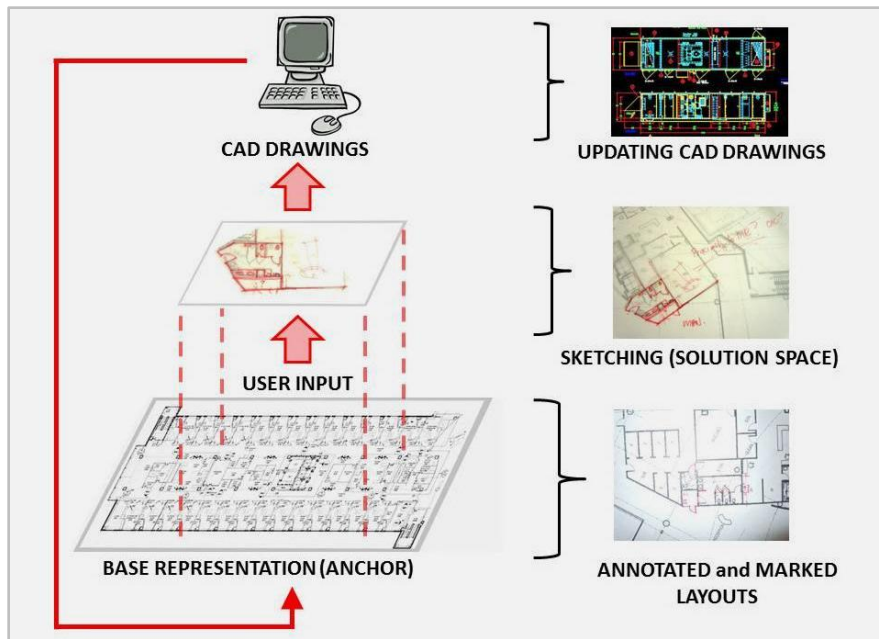 CAD DRAWINGS
UPDATING CAD DRAWINGS
USER INPUT
SKETCHING (SOLUTION SPACE)
BASE REPRESENTATION (ANCHOR)
ANNOTATED and MARKED
LAYOUTS